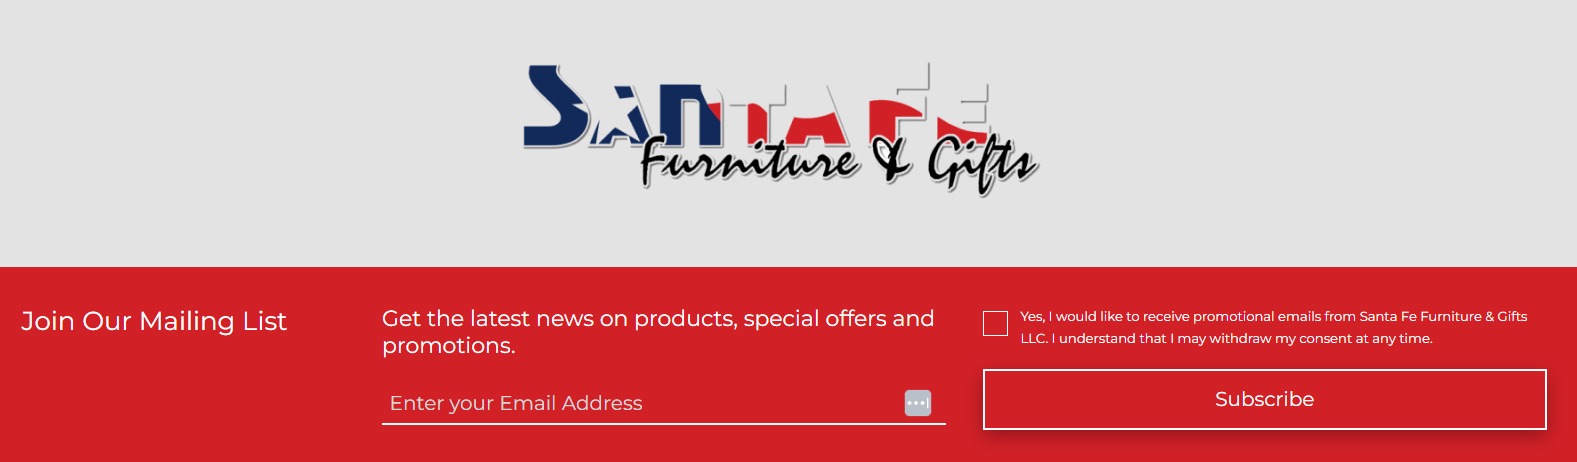 SANTA FE
Furniture & Gifts
Join Our Mailing List
Get the latest news on products, special offers and
promotions.
Enter your Email Address
Yes, I would like to receive promotional emails from Santa Fe Furniture & Gifts
LLC. I understand that I may withdraw my consent at any time.
Subscribe